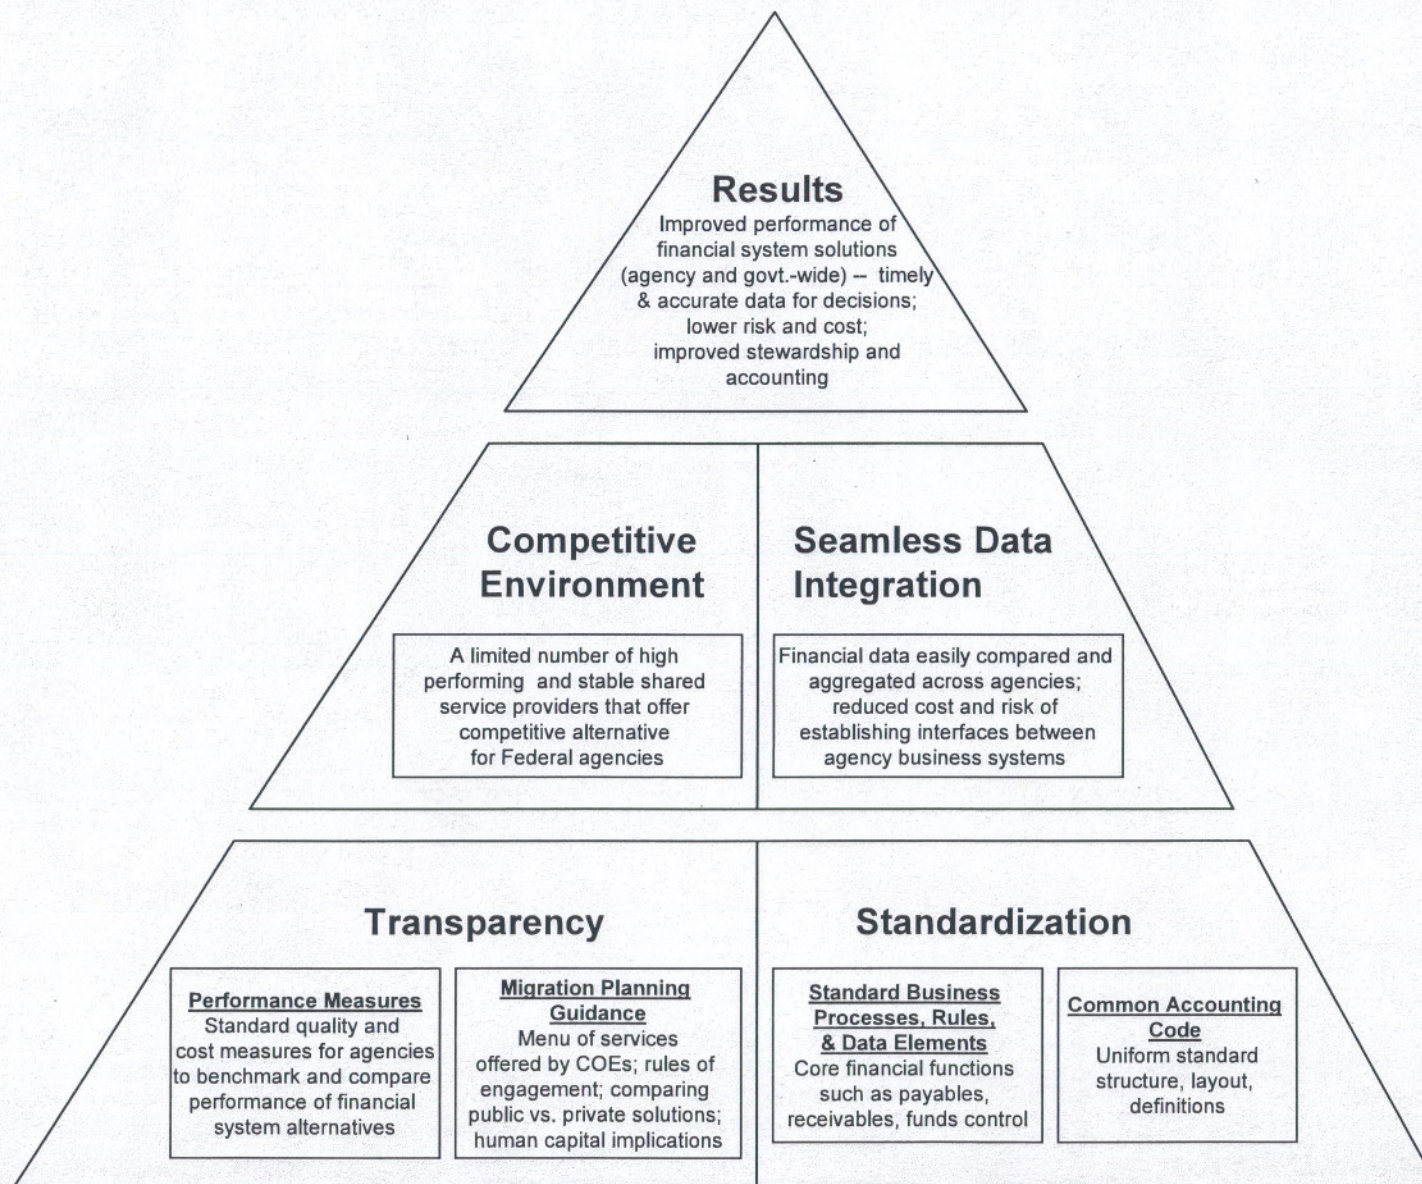 Results
Improved performance of
financial system solutions
(agency and govt.-wide) -- timely
& accurate data for decisions;
lower risk and cost;
improved stewardship and
accounting
Competitive
Environment
A limited number of high
performing and stable shared
service providers that offer
competitive alternative
for Federal agencies
Seamless Data
Integration
Financial data easily compared and
aggregated across agencies;
reduced cost and risk of
establishing interfaces between
agency business systems
Transparency
Performance Measures
Standard quality and
cost measures for agencies
to benchmark and compare
performance of financial
system alternatives
Migration Planning
Guidance
Menu of services
offered by COEs; rules of
engagement; comparing
public vs. private solutions;
human capital implications
Standardization
Standard Business
Processes, Rules,
& Data Elements
Core financial functions
such as payables,
receivables, funds control
Common Accounting
Code
Uniform standard
structure, layout,
definitions